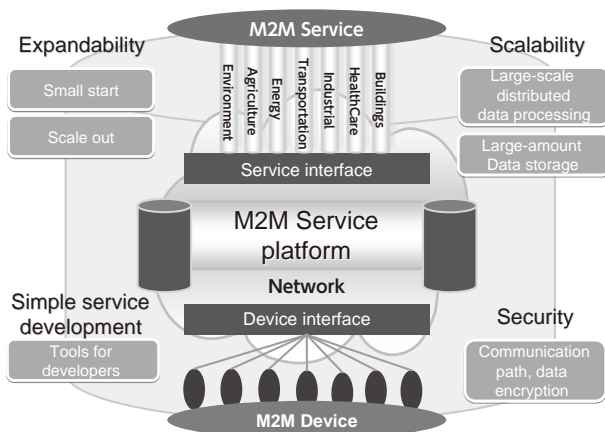 M2M Service
Expandability
Small start
Scale out
Environment
Agriculture
Energy
Transportation
Industrial
HealthCare
Buildings
Scalability
Large-scale
distributed
data processing
Large-amount
Data storage
Service interface
M2M Service
platform
Network
Device interface
Simple service
development
Tools for
developers
Security
Communication
path, data
encryption
M2M Device